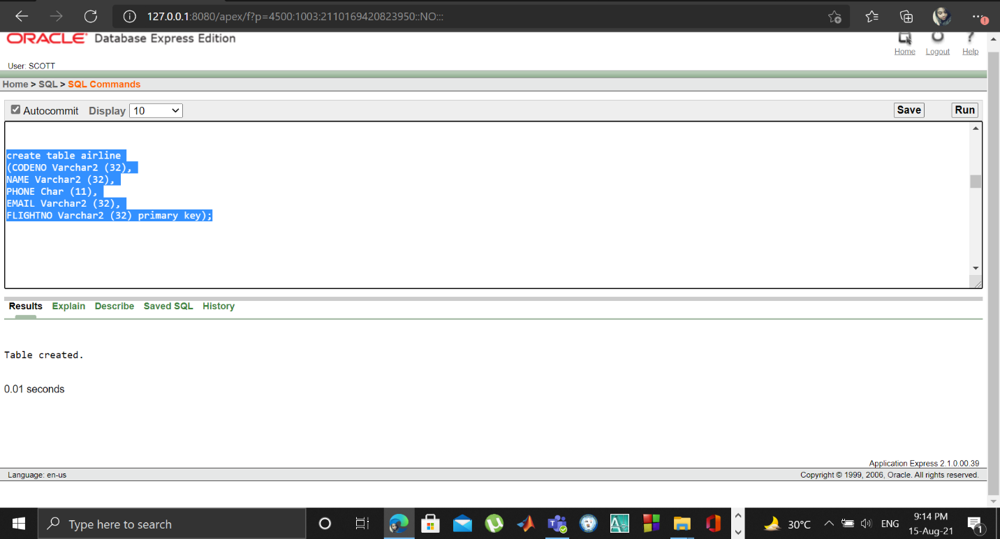 127.0.0.1:8080/apex/f?p=4500:1003:2110169420823950::NO:::
ORACLE Database Express Edition
Home Logout Help
User: SCOTT
Home > SQL > SQL Commands
Autocommit Display 10 Save Run
create table airline
(CODENO Varchar2 (32),
NAME Varchar2 (32),
PHONE Char (11),
EMAIL Varchar2 (32),
FLIGHTNO Varchar2 (32) primary key);
Results Explain Describe Saved SQL History
Table created.
0.01 seconds
Application Express 2.1.0.00.39
Language: en-us Copyright © 1999, 2006, Oracle. All rights reserved.
Type here to search 30°C ENG 9:14 PM
15-Aug-21 1